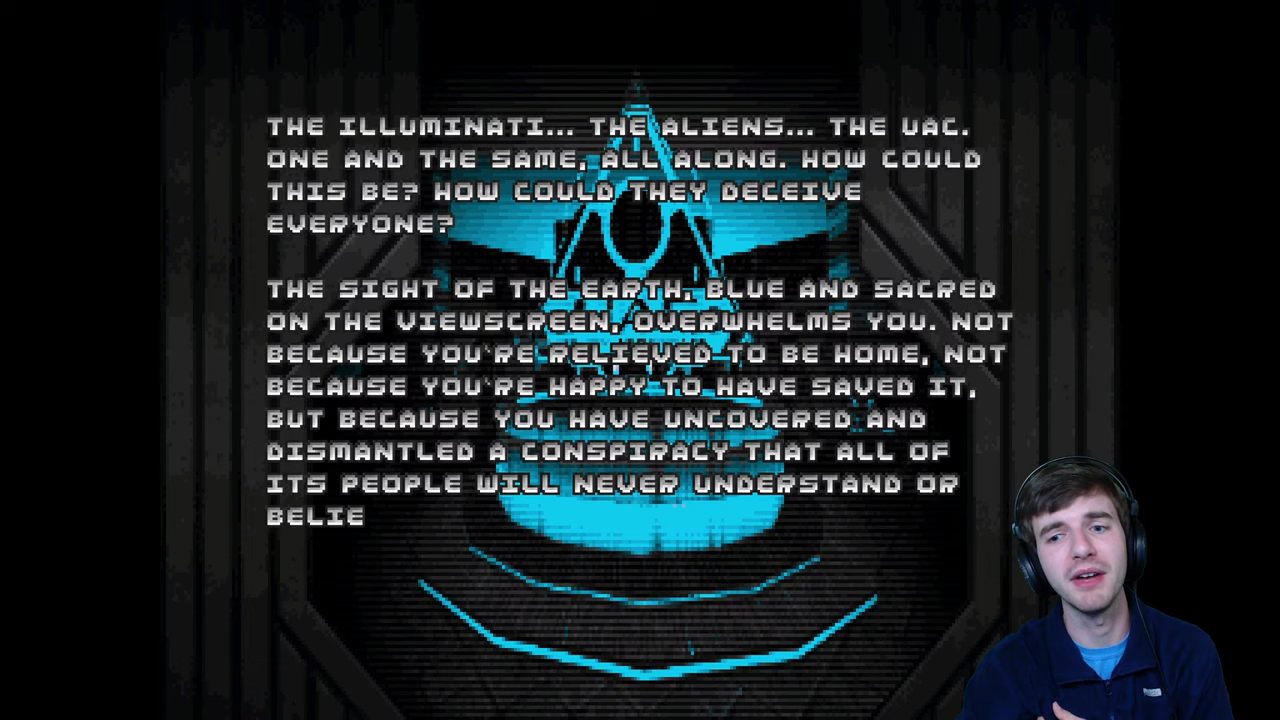 THE ILLUMINATI... THE ALIENS... THE UAC.
ONE AND THE SAME, ALL ALONG. HOW COULD
THIS BE? HOW COULD THEY DECEIVE
EVERYONE?
THE SIGHT OF THE EARTH, BLUE AND SACRED
ON THE VIEWSCREEN, OVERWHELMS YOU. NOT
BECAUSE YOU'RE RELIEVED TO BE HOME, NOT
BECAUSE YOU'RE HAPPY TO HAVE SAVED IT,
BUT BECAUSE YOU HAVE UNCOVERED AND
DISMANTLED A CONSPIRACY THAT ALL OF
ITS PEOPLE WILL NEVER UNDERSTAND OR
BELIE